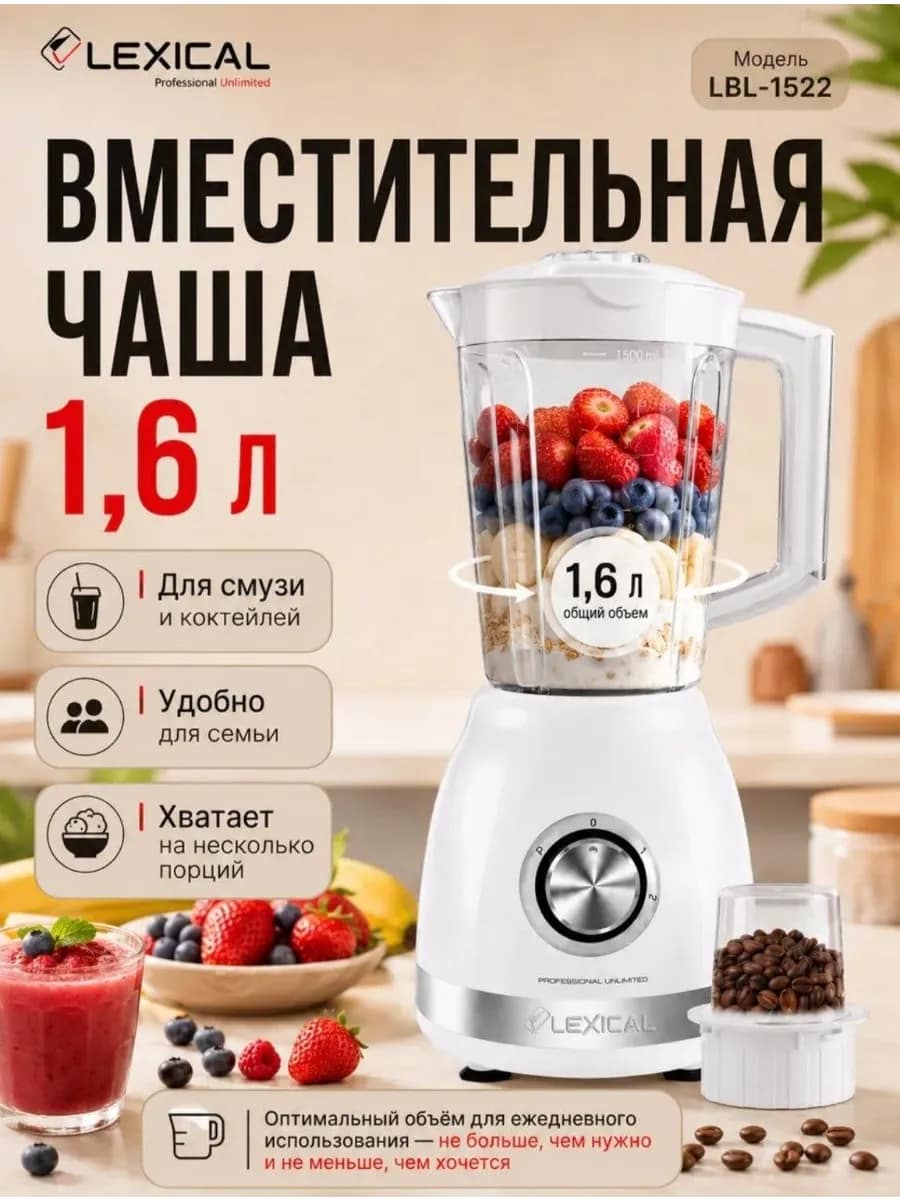 LEXICAL
Professional Unlimited
Модель
LBL-1522
ВМЕСТИТЕЛЬНАЯ
ЧАША
1,6 л
1500 ml
1,6 л
общий объем
Для смузи
и коктейлей
Удобно
для семьи
Хватает
на несколько
порций
0
P
1
2
PROFESSIONAL UNLIMITED
LEXICAL
Оптимальный объём для ежедневного
использования — не больше, чем нужно
и не меньше, чем хочется